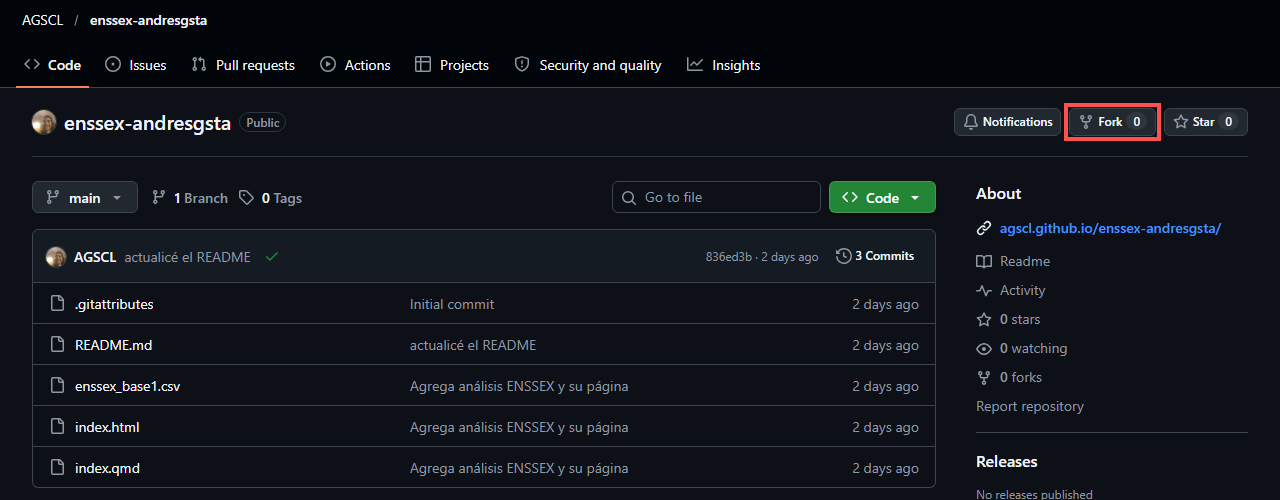 AGSCL / enssex-andresgsta
Code Issues Pull requests Actions Projects Security and quality Insights
enssex-andresgsta Public
Notifications Fork 0 Star 0
main 1 Branch 0 Tags Go to file Code
AGSCL actualicé el README 836ed3b · 2 days ago 3 Commits
.gitattributes Initial commit 2 days ago
README.md actualicé el README 2 days ago
enssex_base1.csv Agrega análisis ENSSEX y su página 2 days ago
index.html Agrega análisis ENSSEX y su página 2 days ago
index.qmd Agrega análisis ENSSEX y su página 2 days ago
About
agscl.github.io/enssex-andresgsta/
Readme
Activity
0 stars
0 watching
0 forks
Report repository
Releases
No releases published